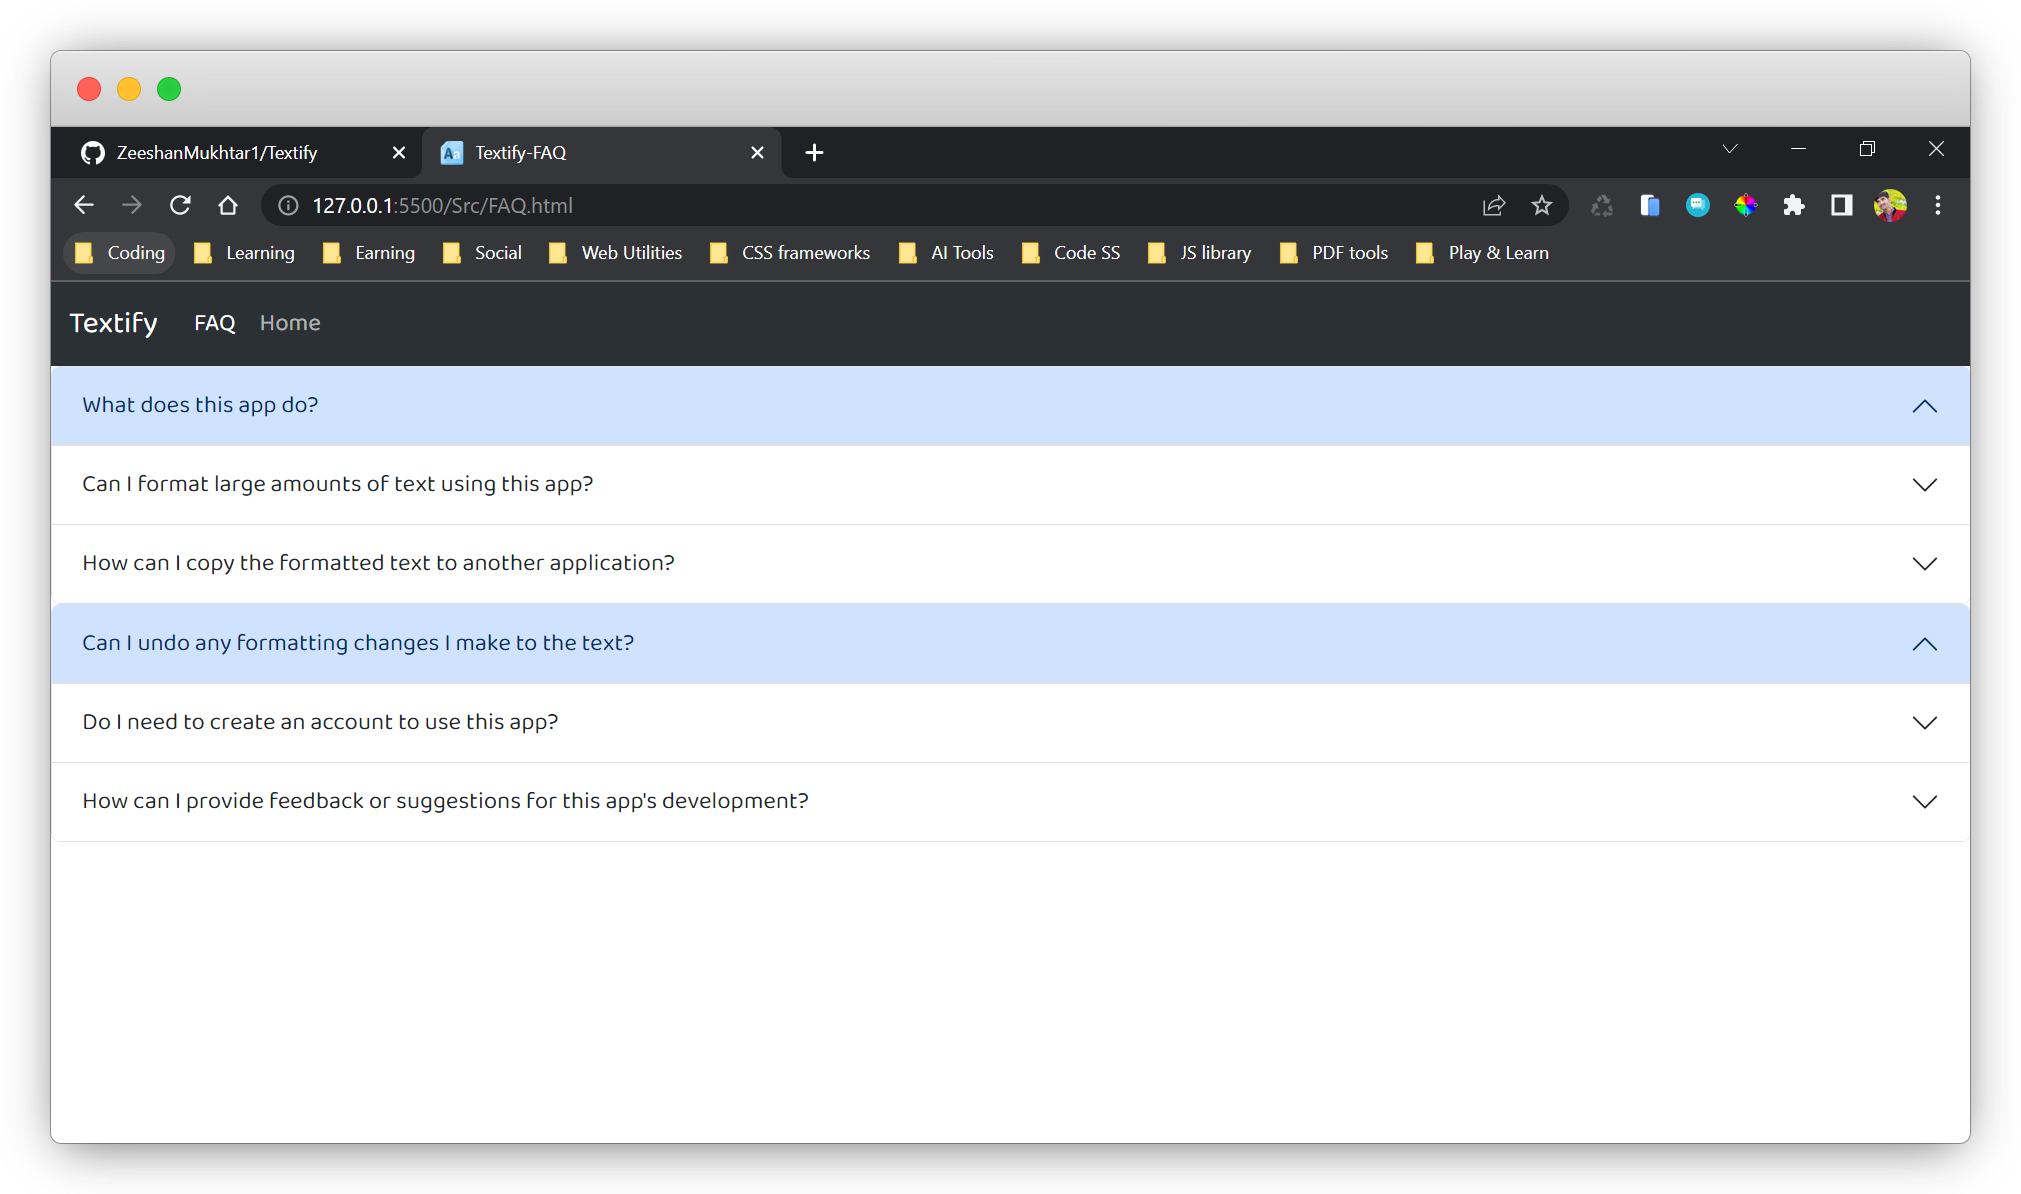 ZeeshanMukhtar1/Textify Textify-FAQ
127.0.0.1:5500/Src/FAQ.html
Coding Learning Earning Social Web Utilities CSS frameworks AI Tools Code SS JS library PDF tools Play & Learn
Textify FAQ Home
What does this app do?
Can I format large amounts of text using this app?
How can I copy the formatted text to another application?
Can I undo any formatting changes I make to the text?
Do I need to create an account to use this app?
How can I provide feedback or suggestions for this app's development?